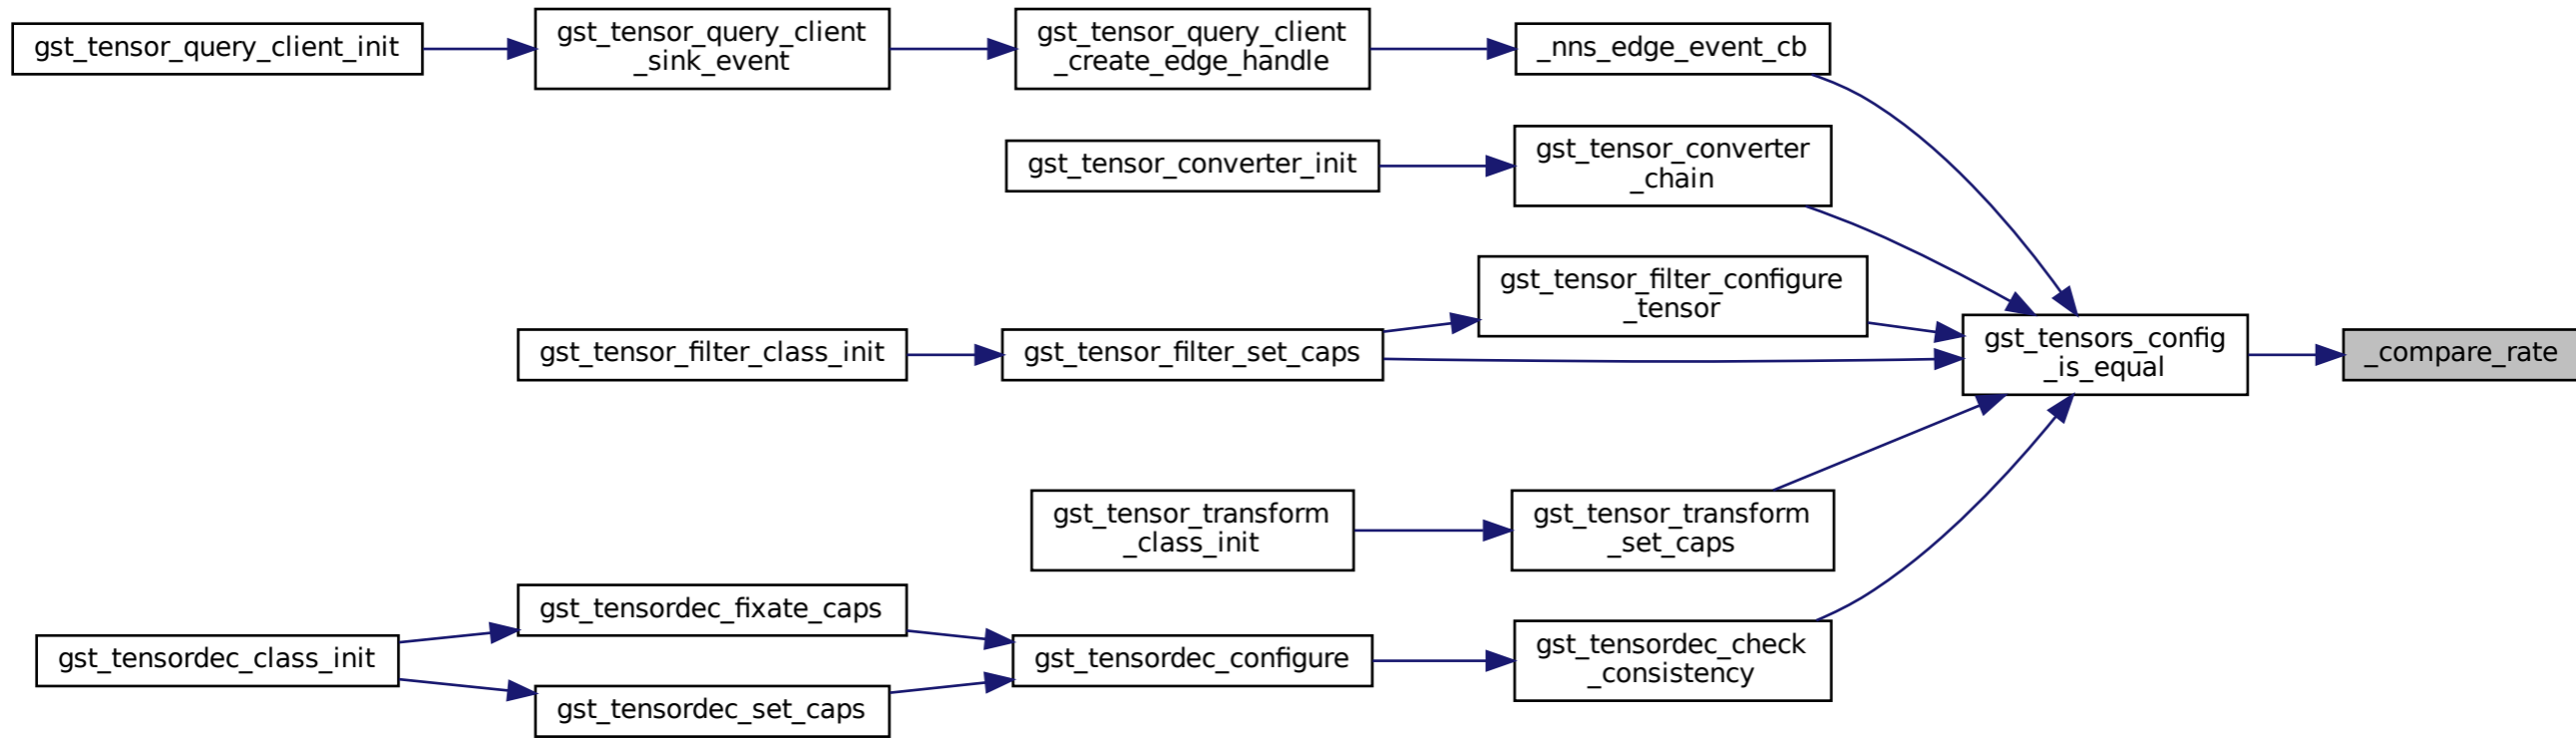 gst_tensor_query_client_init
gst_tensor_query_client
_sink_event
gst_tensor_query_client
_create_edge_handle
_nns_edge_event_cb
gst_tensor_converter_init
gst_tensor_converter
_chain
gst_tensor_filter_configure
_tensor
gst_tensor_filter_class_init
gst_tensor_filter_set_caps
gst_tensors_config
_is_equal
_compare_rate
gst_tensor_transform
_class_init
gst_tensor_transform
_set_caps
gst_tensordec_fixate_caps
gst_tensordec_class_init
gst_tensordec_configure
gst_tensordec_check
_consistency
gst_tensordec_set_caps